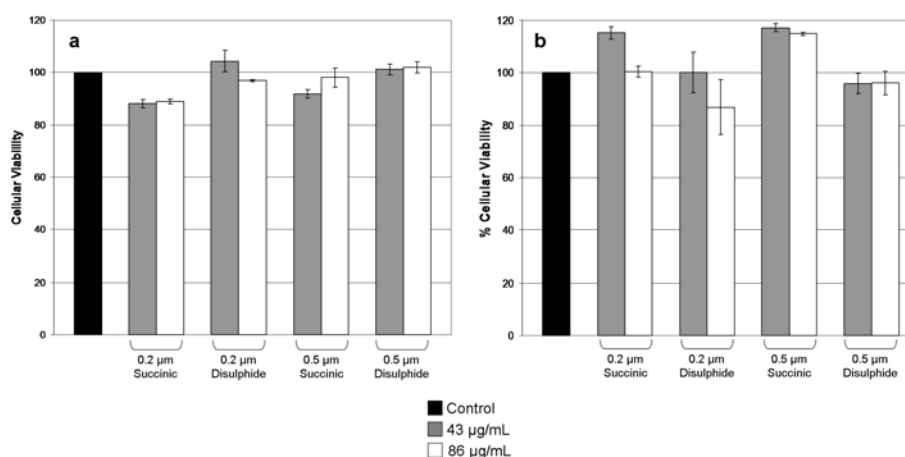 a
Cellular Viability
120
100
80
60
40
20
0
0.2 µm
Succinic
0.2 µm
Disulphide
0.5 µm
Succinic
0.5 µm
Disulphide
b
% Cellular Viability
120
100
80
60
40
20
0
0.2 µm
Succinic
0.2 µm
Disulphide
0.5 µm
Succinic
0.5 µm
Disulphide
Control
43 µg/mL
86 µg/mL